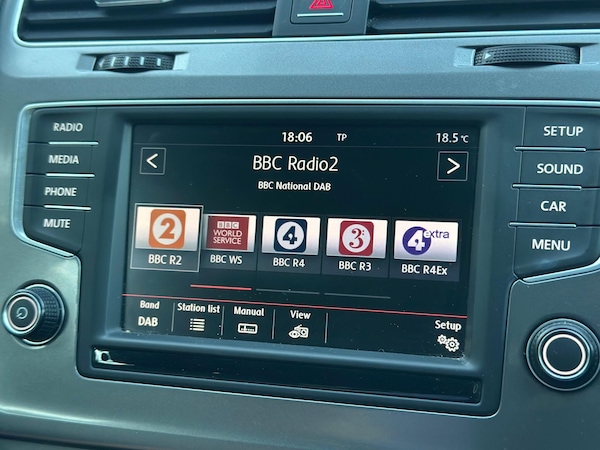 RADIO
MEDIA
PHONE
MUTE
18:06 TP 18.5 °C
BBC Radio2
BBC National DAB
2
BBC
WORLD
SERVICE
4
3
4 extra
BBC R2
BBC WS
BBC R4
BBC R3
BBC R4Ex
Band
DAB
Station list
Manual
View
Setup
SETUP
SOUND
CAR
MENU